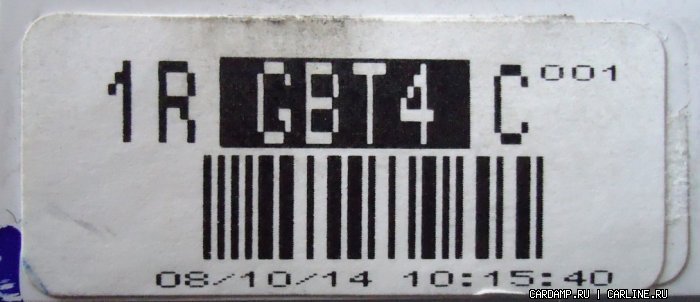 1R GBT4 C 001
08/10/14 10:15:40
CARDAMP.RU | CARLINE.RU